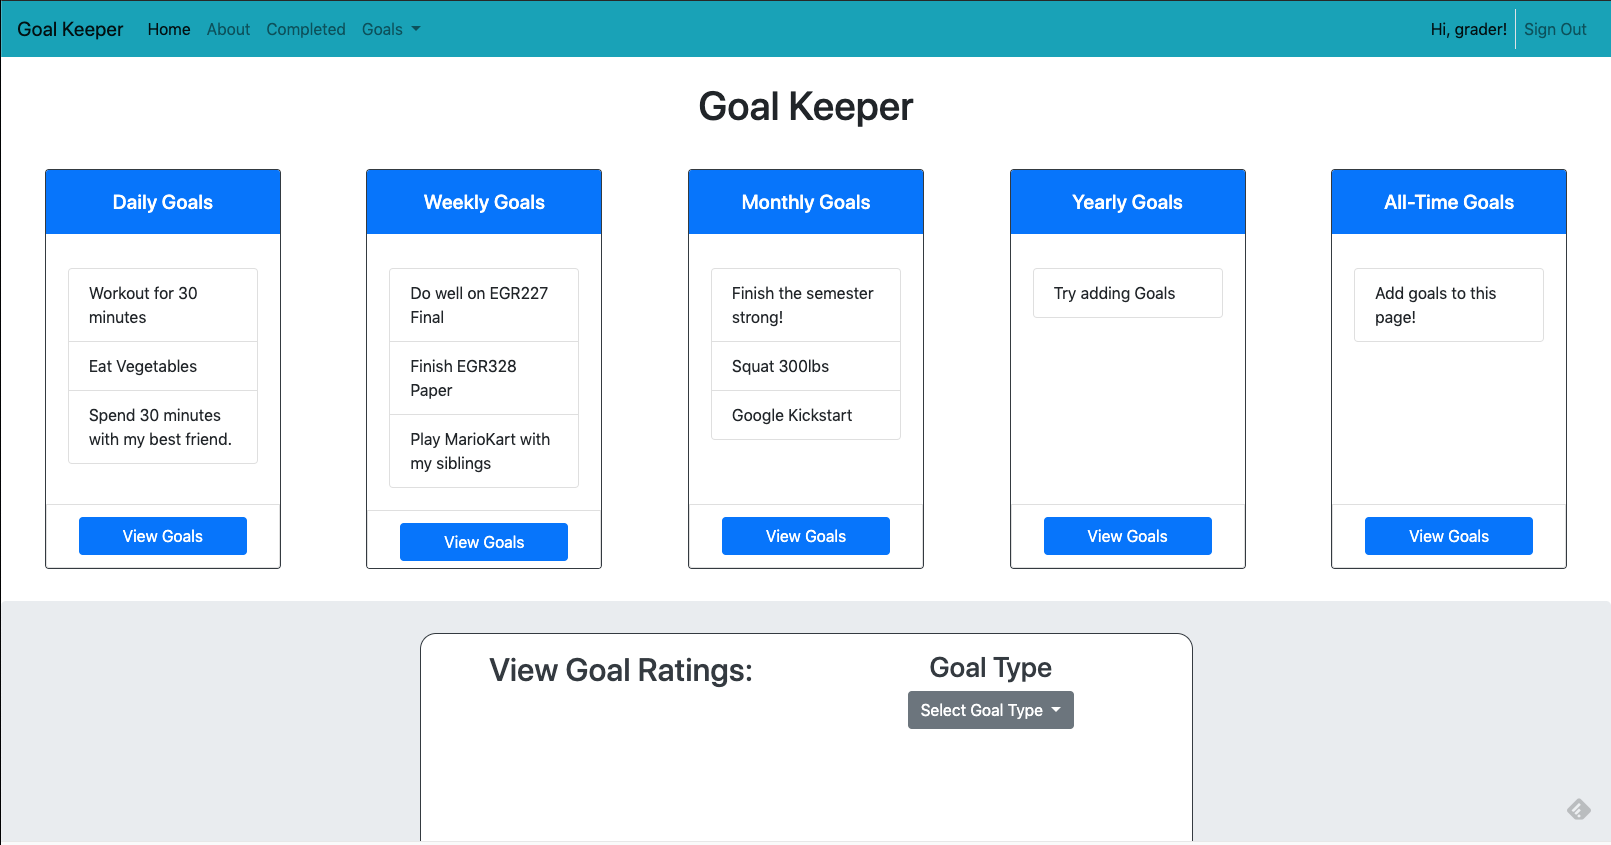 Goal Keeper Home About Completed Goals Hi, grader! Sign Out
Goal Keeper
Daily Goals
Workout for 30
minutes
Eat Vegetables
Spend 30 minutes
with my best friend.
View Goals
Weekly Goals
Do well on EGR227
Final
Finish EGR328
Paper
Play MarioKart with
my siblings
View Goals
Monthly Goals
Finish the semester
strong!
Squat 300lbs
Google Kickstart
View Goals
Yearly Goals
Try adding Goals
View Goals
All-Time Goals
Add goals to this
page!
View Goals
View Goal Ratings:
Goal Type
Select Goal Type